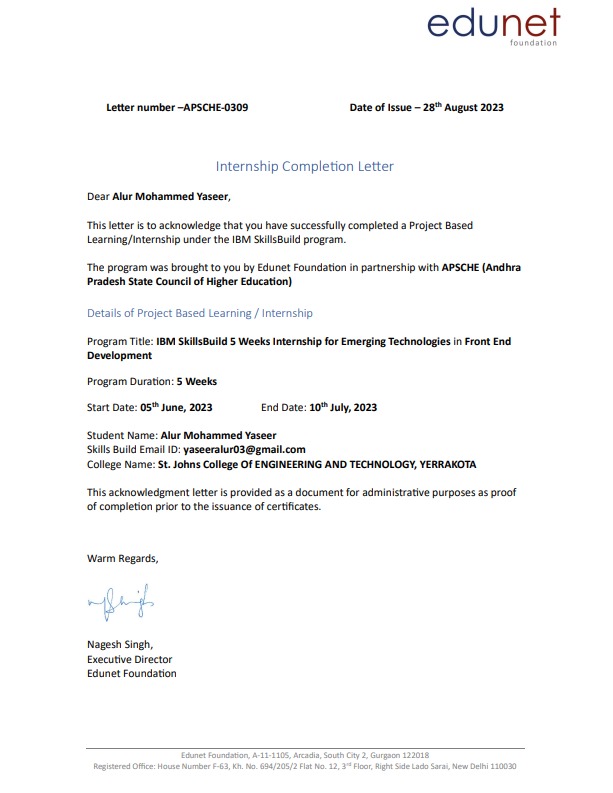 edunet
foundation
Letter number –APSCHE-0309 Date of Issue – 28th August 2023
Internship Completion Letter
Dear Alur Mohammed Yaseer,
This letter is to acknowledge that you have successfully completed a Project Based
Learning/Internship under the IBM SkillsBuild program.
The program was brought to you by Edunet Foundation in partnership with APSCHE (Andhra
Pradesh State Council of Higher Education)
Details of Project Based Learning / Internship
Program Title: IBM SkillsBuild 5 Weeks Internship for Emerging Technologies in Front End
Development
Program Duration: 5 Weeks
Start Date: 05th June, 2023 End Date: 10th July, 2023
Student Name: Alur Mohammed Yaseer
Skills Build Email ID: yaseeralur03@gmail.com
College Name: St. Johns College Of ENGINEERING AND TECHNOLOGY, YERRAKOTA
This acknowledgment letter is provided as a document for administrative purposes as proof
of completion prior to the issuance of certificates.
Warm Regards,
Nagesh Singh,
Executive Director
Edunet Foundation
Edunet Foundation, A-11-1105, Arcadia, South City 2, Gurgaon 122018
Registered Office: House Number F-63, Kh. No. 694/205/2 Flat No. 12, 3rd Floor, Right Side Lado Sarai, New Delhi 110030